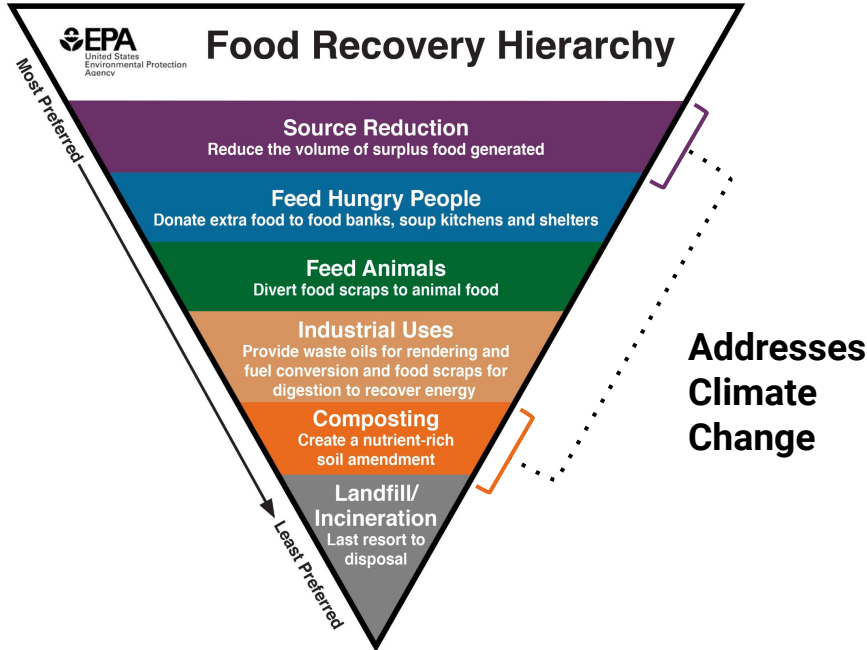 EPA
United States
Environmental Protection
Agency
Food Recovery Hierarchy
Most Preferred
Source Reduction
Reduce the volume of surplus food generated
Feed Hungry People
Donate extra food to food banks, soup kitchens and shelters
Feed Animals
Divert food scraps to animal food
Industrial Uses
Provide waste oils for rendering and
fuel conversion and food scraps for
digestion to recover energy
Composting
Create a nutrient-rich
soil amendment
Landfill/
Incineration
Last resort to
disposal
Least Preferred
Addresses
Climate
Change